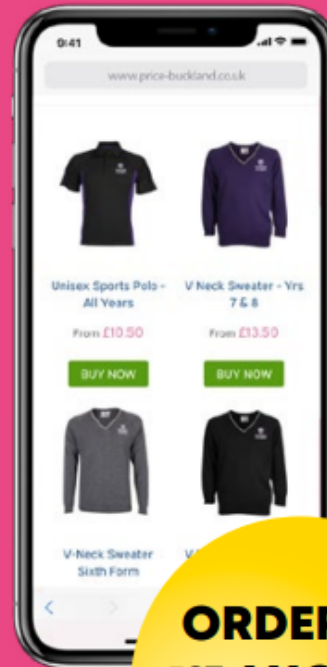 9:41
www.price-buckland.co.uk
Unisex Sports Polo -
All Years
From £10.50
BUY NOW
V Neck Sweater - Yrs
7 & 8
From £13.50
BUY NOW
V-Neck Sweater
Sixth Form
ORDER